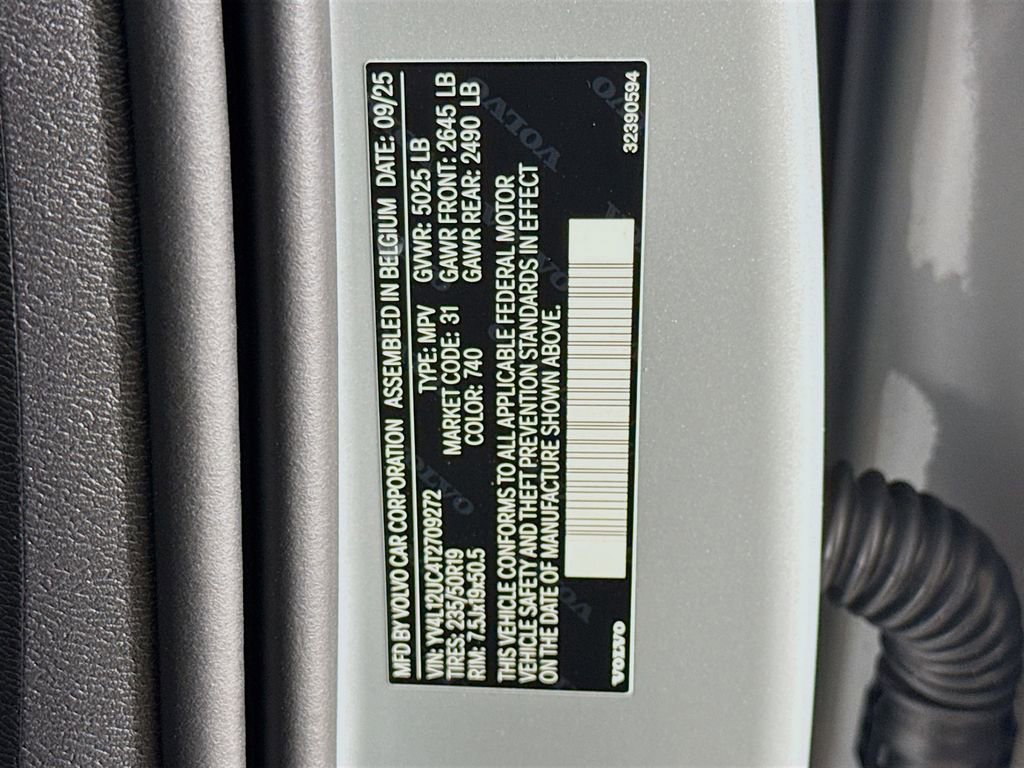 MFD BY VOLVO CAR CORPORATION ASSEMBLED IN BELGIUM DATE: 09/25
VIN: YV4L12UC4T2709272 TYPE: MPV GVWR: 5025 LB
TIRES: 235/50R19 MARKET CODE: 31 GAWR FRONT: 2645 LB
RIM: 7.5Jx19x50.5 COLOR: 740 GAWR REAR: 2490 LB
THIS VEHICLE CONFORMS TO ALL APPLICABLE FEDERAL MOTOR
VEHICLE SAFETY AND THEFT PREVENTION STANDARDS IN EFFECT
ON THE DATE OF MANUFACTURE SHOWN ABOVE.
VOLVO 32390594